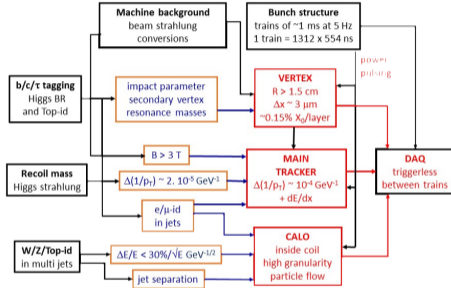 Machine background
beam strahlung
conversions
Bunch structure
trains of ~1 ms at 5 Hz
1 train = 1312 x 554 ns
power
pulsing
b/c/τ tagging
Higgs BR
and Top-id
impact parameter
secondary vertex
resonance masses
VERTEX
R > 1.5 cm
Δx ~ 3 μm
~0.15% X₀/layer
B > 3 T
MAIN
TRACKER
Δ(1/pT) ~ 10⁻⁴ GeV⁻¹
+ dE/dx
DAQ
triggerless
between trains
Recoil mass
Higgs strahlung
Δ(1/pT) ~ 2. 10⁻⁵ GeV⁻¹
e/μ-id
in jets
CALO
inside coil
high granularity
particle flow
W/Z/Top-id
in multi jets
ΔE/E < 30%/√E GeV⁻¹/²
jet separation